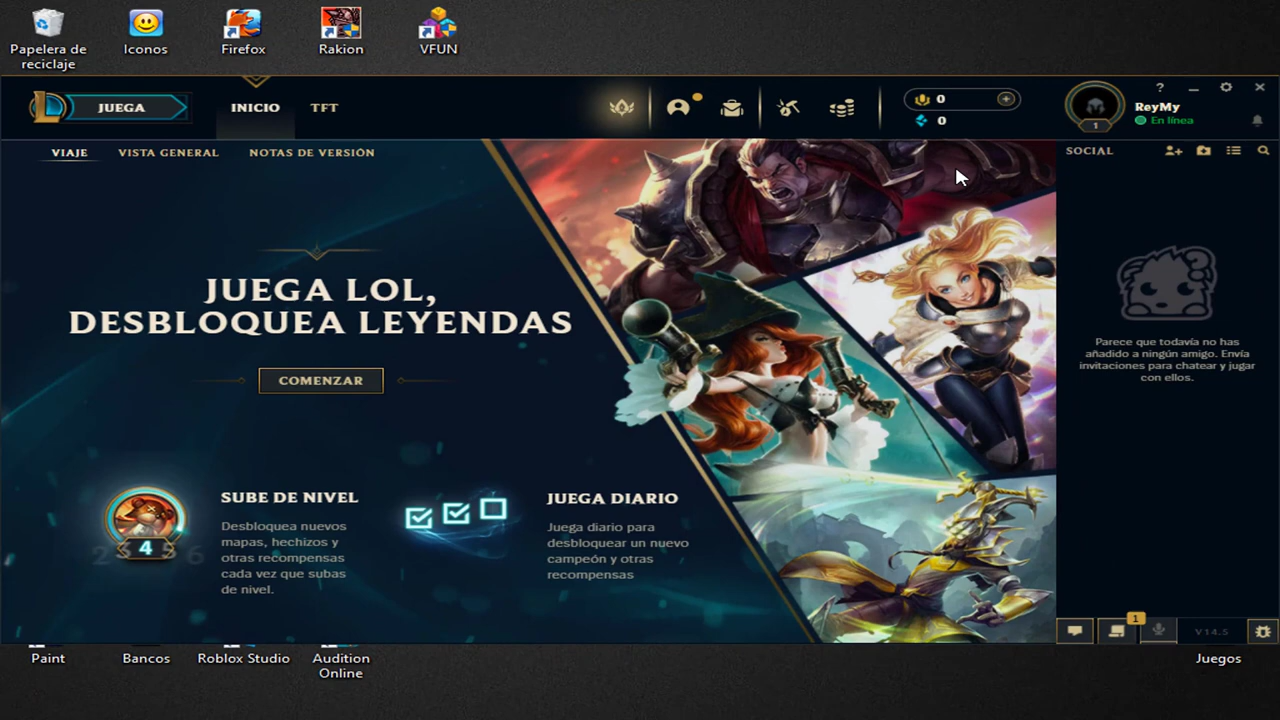 Papelera de
reciclaje
Iconos
Firefox
Rakion
VFUN
JUEGA
INICIO
TFT
0
0
?
ReyMy
En línea
1
VIAJE
VISTA GENERAL
NOTAS DE VERSIÓN
SOCIAL
JUEGA LOL,
DESBLOQUEA LEYENDAS
COMENZAR
Parece que todavía no has
añadido a ningún amigo. Envía
invitaciones para chatear y jugar
con ellos.
4
SUBE DE NIVEL
Desbloquea nuevos
mapas, hechizos y
otras recompensas
cada vez que subas
de nivel.
JUEGA DIARIO
Juega diario para
desbloquear un nuevo
campeón y otras
recompensas
1
V14.5
Paint
Bancos
Roblox Studio
Audition
Online
Juegos